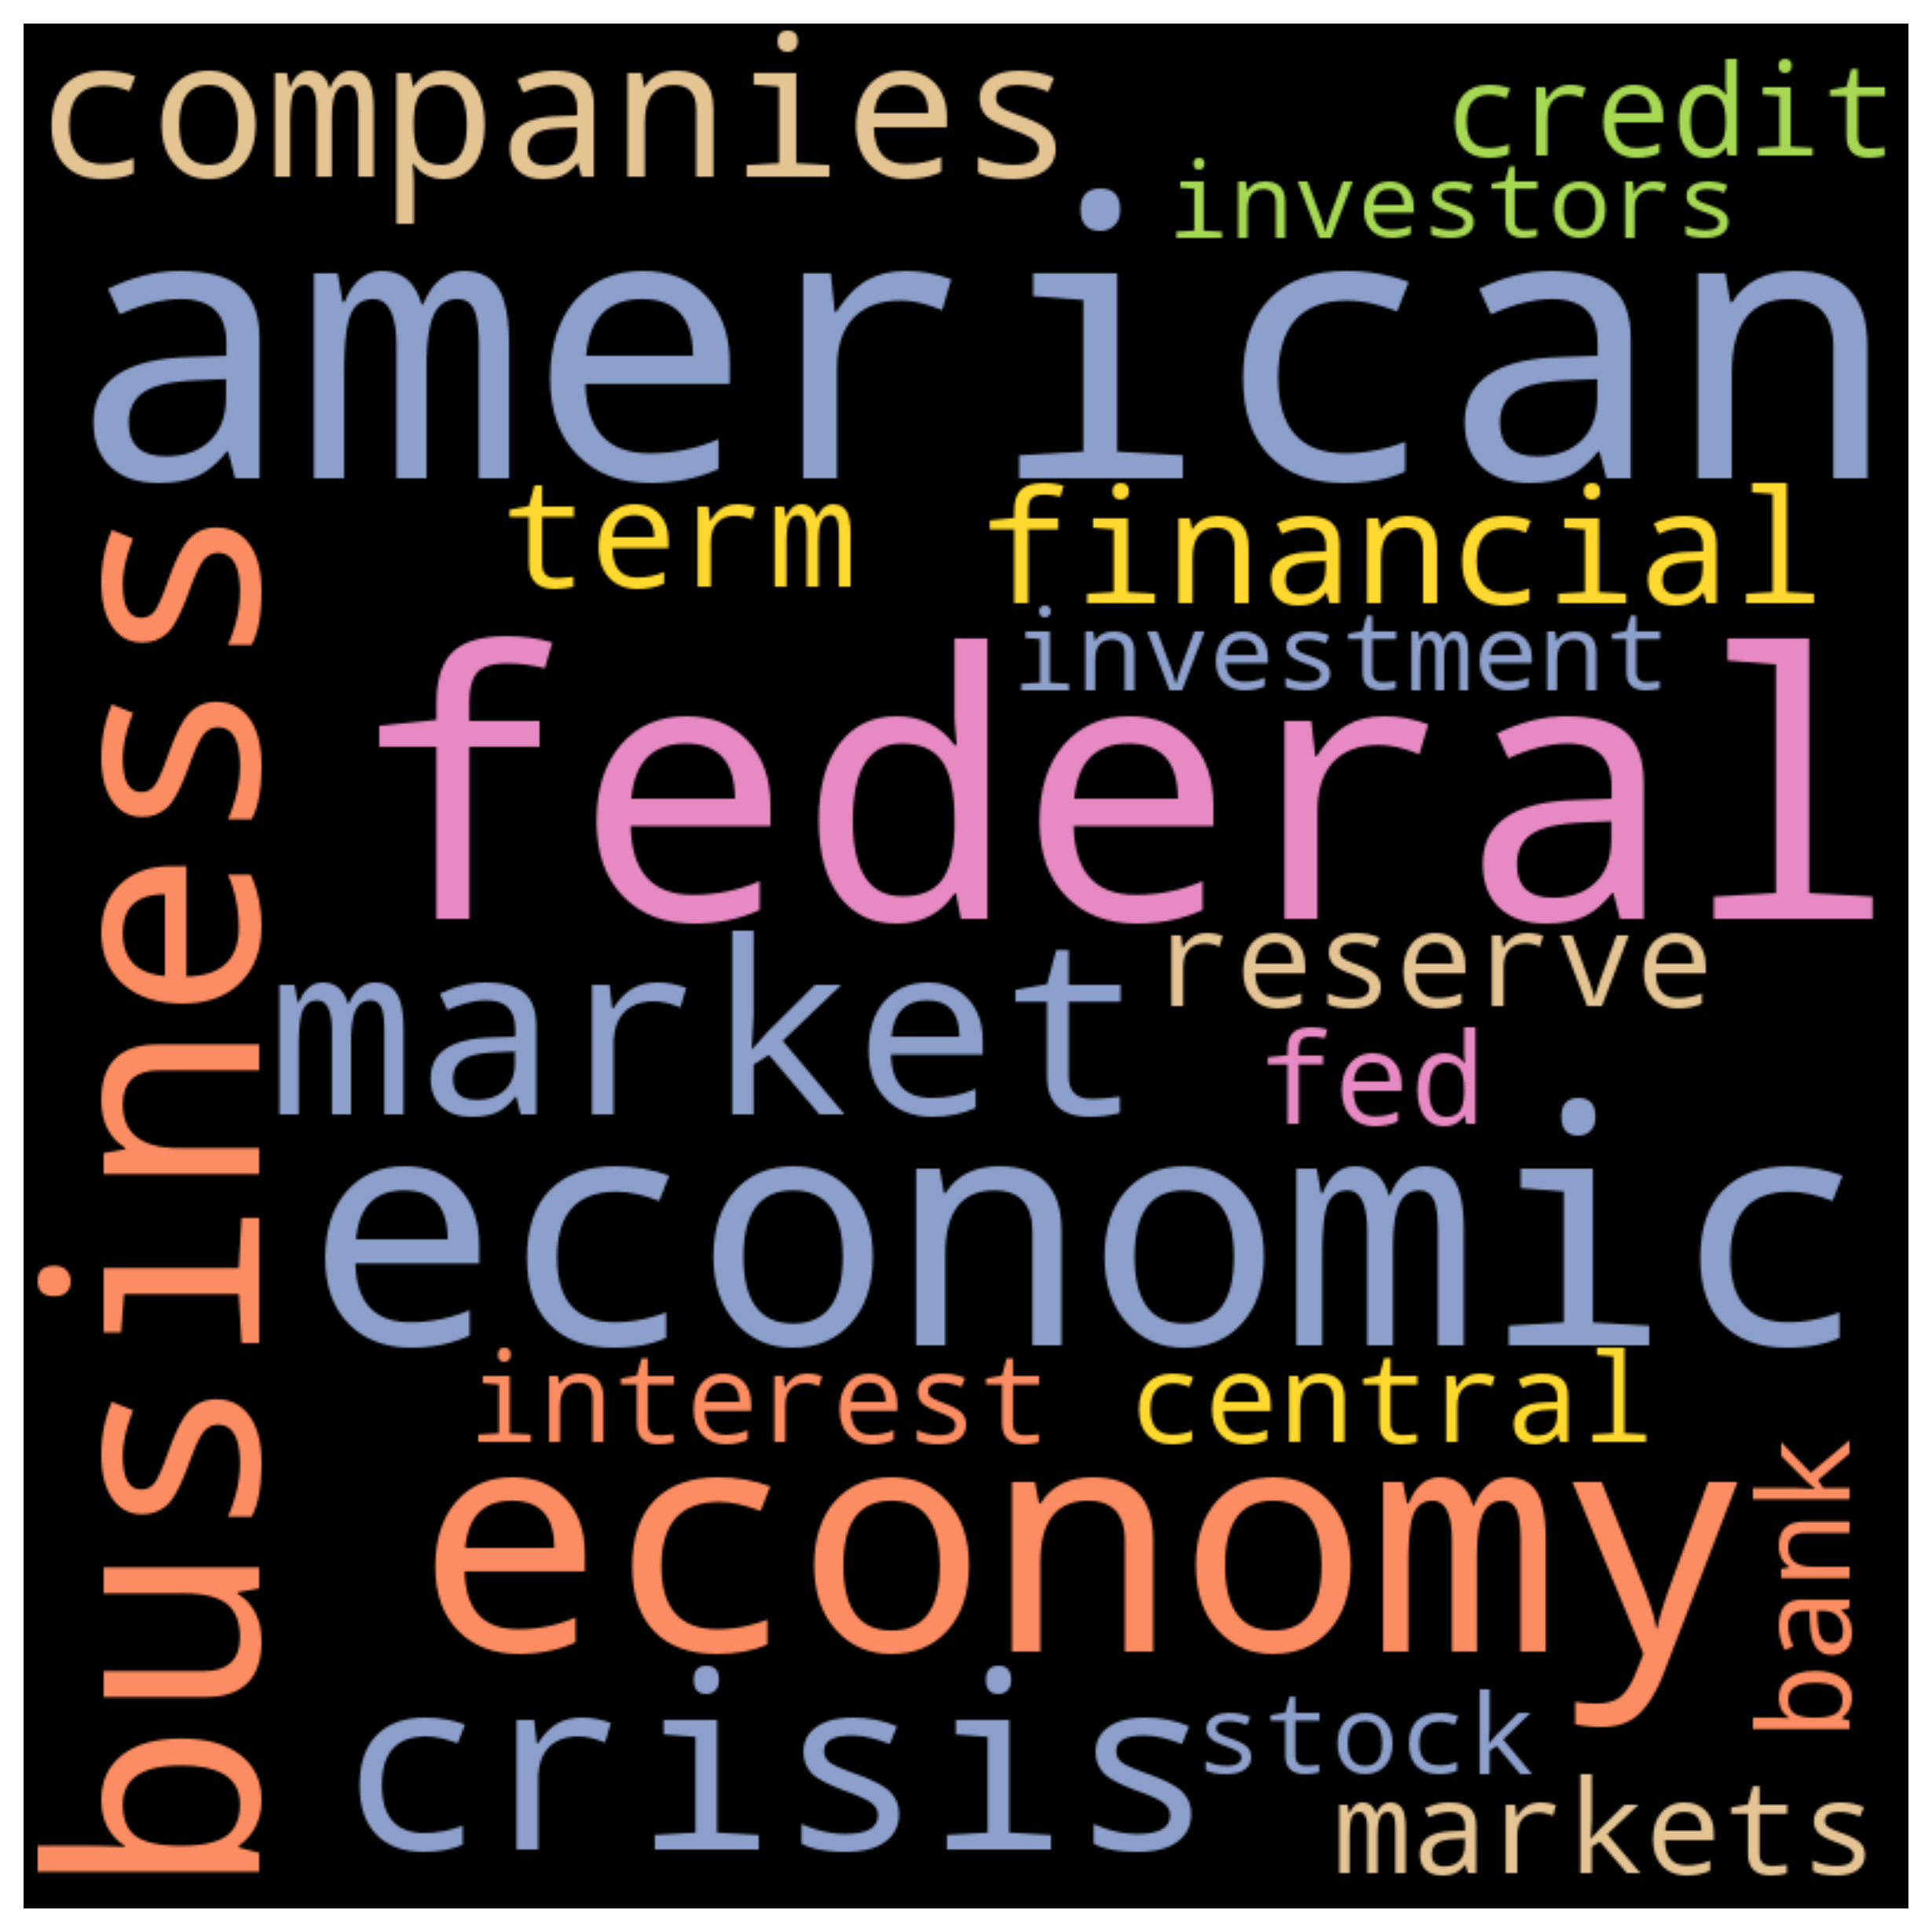 companies
credit
investors
american
term financial
investment
federal
business
reserve
market
fed
economic
interest central
economy
bank
crisis
stock
markets